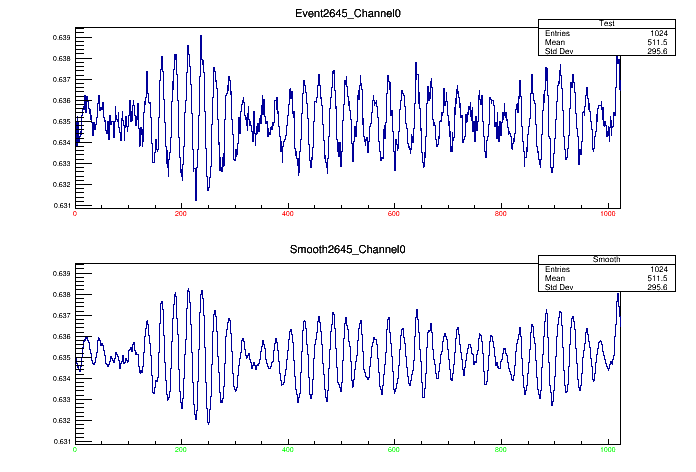 Event2645_Channel0
Test
Entries 1024
Mean 511.5
Std Dev 295.6
0.639
0.638
0.637
0.636
0.635
0.634
0.633
0.632
0.631
0 200 400 600 800 1000
Smooth2645_Channel0
Smooth
Entries 1024
Mean 511.5
Std Dev 295.6
0.639
0.638
0.637
0.636
0.635
0.634
0.633
0.632
0.631
0 200 400 600 800 1000